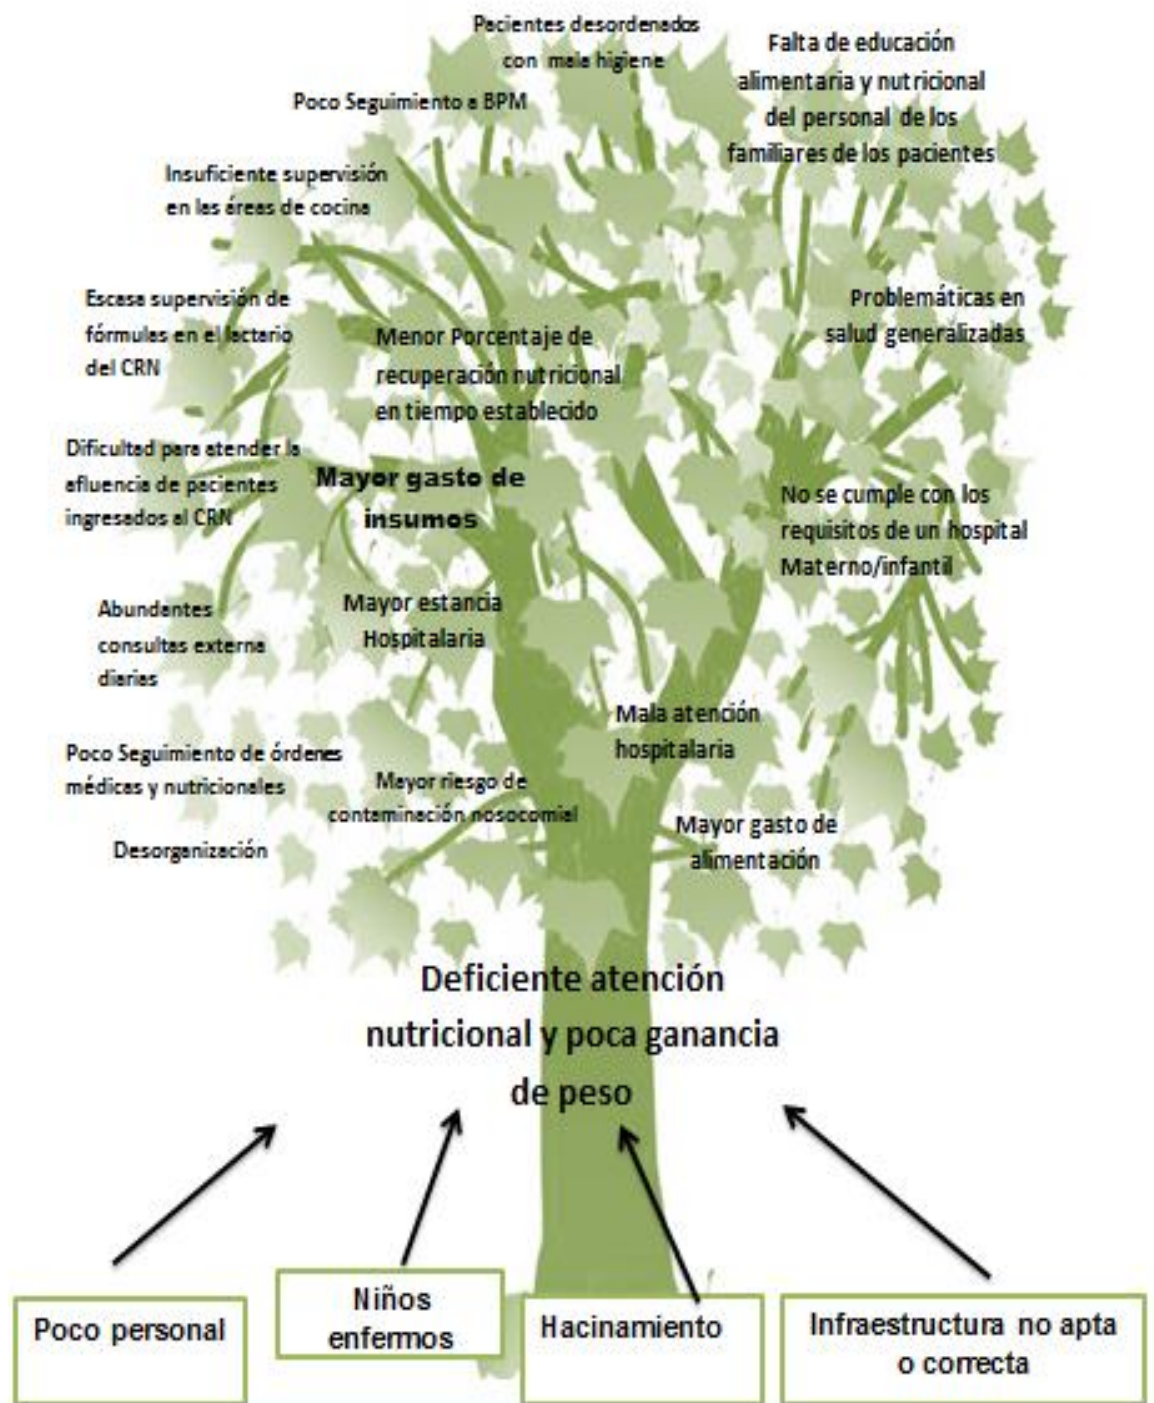 Pacientes desordenados
con mala higiene
Falta de educación
alimentaria y nutricional
del personal de los
familiares de los pacientes
Poco Seguimiento a BPM
Insuficiente supervisión
en las áreas de cocina
Escasa supervisión de
fórmulas en el lactario
del CRN
Menor Porcentaje de
recuperación nutricional
en tiempo establecido
Problemáticas en
salud generalizadas
Dificultad para atender la
afluencia de pacientes
ingresados al CRN
Mayor gasto de
insumos
No se cumple con los
requisitos de un hospital
Materno/infantil
Abundantes
consultas externa
diarias
Mayor estancia
Hospitalaria
Mala atención
hospitalaria
Poco Seguimiento de órdenes
médicas y nutricionales
Mayor riesgo de
contaminación nosocomial
Mayor gasto de
alimentación
Desorganización
Deficiente atención
nutricional y poca ganancia
de peso
Poco personal
Niños
enfermos
Hacinamiento
Infraestructura no apta
o correcta